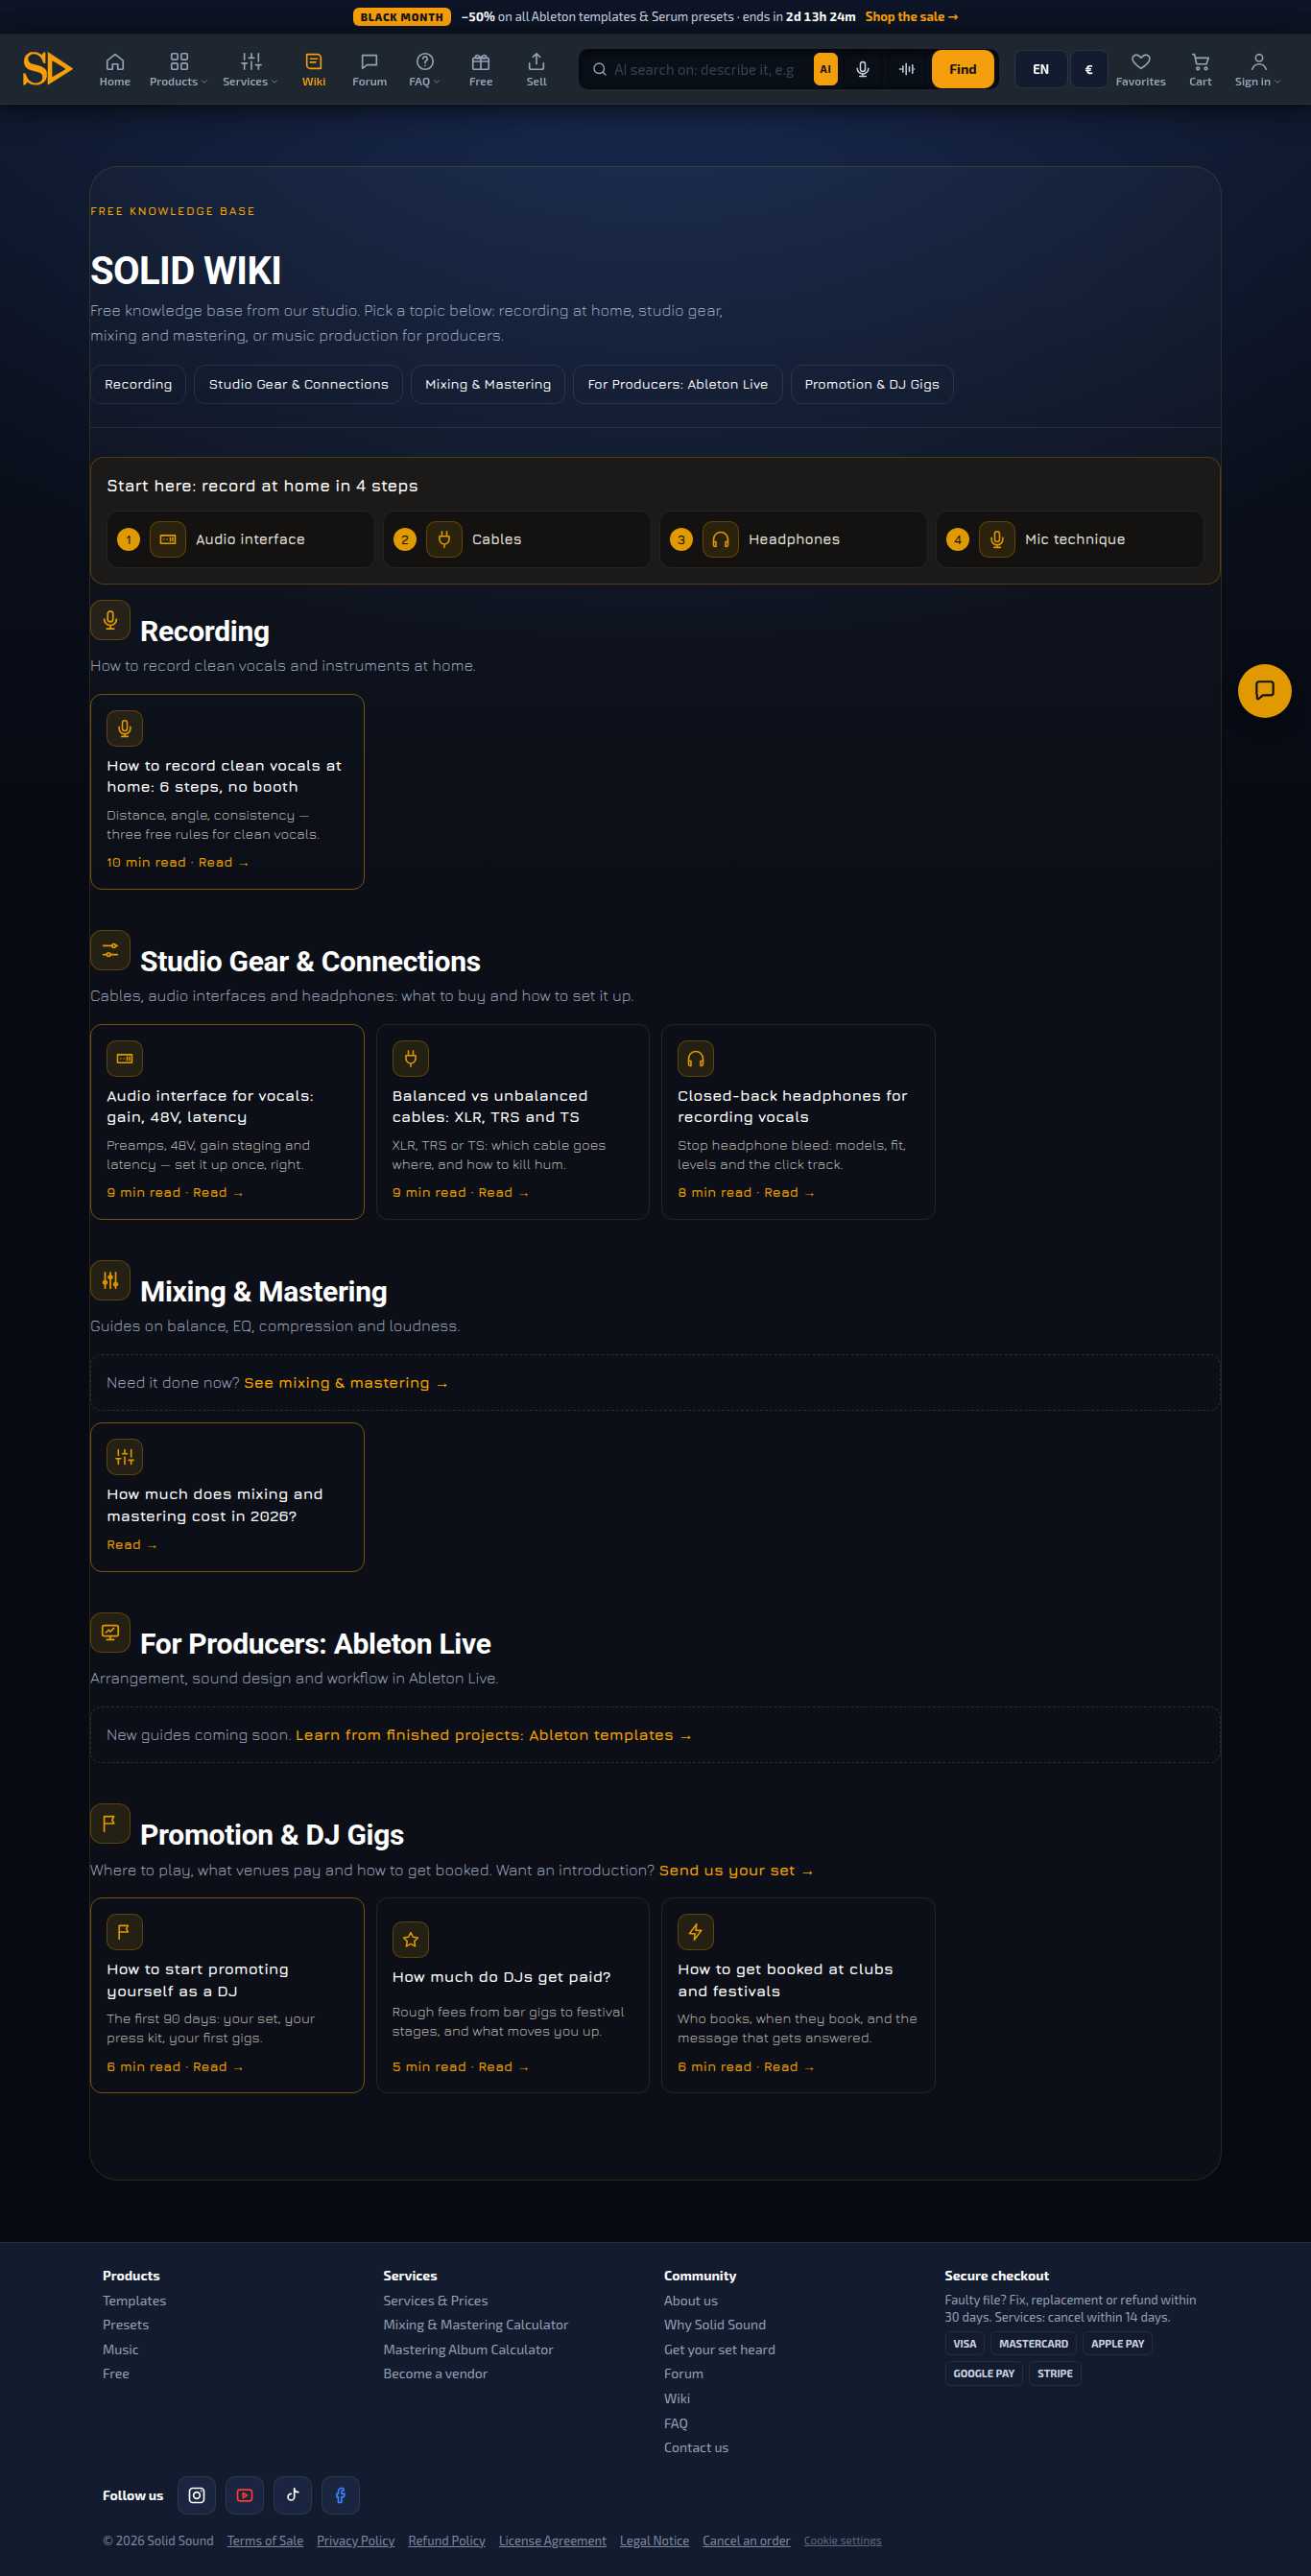 BLACK MONTH −50% on all Ableton templates & Serum presets · ends in 2d 13h 24m Shop the sale →
Home Products Services Wiki Forum FAQ Free Sell AI search on: describe it, e.g AI Find EN € Favorites Cart Sign in
FREE KNOWLEDGE BASE
SOLID WIKI
Free knowledge base from our studio. Pick a topic below: recording at home, studio gear,
mixing and mastering, or music production for producers.
Recording Studio Gear & Connections Mixing & Mastering For Producers: Ableton Live Promotion & DJ Gigs
Start here: record at home in 4 steps
1 Audio interface 2 Cables 3 Headphones 4 Mic technique
Recording
How to record clean vocals and instruments at home.
How to record clean vocals at
home: 6 steps, no booth
Distance, angle, consistency —
three free rules for clean vocals.
10 min read · Read →
Studio Gear & Connections
Cables, audio interfaces and headphones: what to buy and how to set it up.
Audio interface for vocals:
gain, 48V, latency
Preamps, 48V, gain staging and
latency — set it up once, right.
9 min read · Read →
Balanced vs unbalanced
cables: XLR, TRS and TS
XLR, TRS or TS: which cable goes
where, and how to kill hum.
9 min read · Read →
Closed-back headphones for
recording vocals
Stop headphone bleed: models, fit,
levels and the click track.
8 min read · Read →
Mixing & Mastering
Guides on balance, EQ, compression and loudness.
Need it done now? See mixing & mastering →
How much does mixing and
mastering cost in 2026?
Read →
For Producers: Ableton Live
Arrangement, sound design and workflow in Ableton Live.
New guides coming soon. Learn from finished projects: Ableton templates →
Promotion & DJ Gigs
Where to play, what venues pay and how to get booked. Want an introduction? Send us your set →
How to start promoting
yourself as a DJ
The first 90 days: your set, your
press kit, your first gigs.
6 min read · Read →
How much do DJs get paid?
Rough fees from bar gigs to festival
stages, and what moves you up.
5 min read · Read →
How to get booked at clubs
and festivals
Who books, when they book, and the
message that gets answered.
6 min read · Read →
Products
Templates
Presets
Music
Free
Services
Services & Prices
Mixing & Mastering Calculator
Mastering Album Calculator
Become a vendor
Community
About us
Why Solid Sound
Get your set heard
Forum
Wiki
FAQ
Contact us
Secure checkout
Faulty file? Fix, replacement or refund within
30 days. Services: cancel within 14 days.
VISA MASTERCARD APPLE PAY
GOOGLE PAY STRIPE
Follow us
© 2026 Solid Sound Terms of Sale Privacy Policy Refund Policy License Agreement Legal Notice Cancel an order Cookie settings